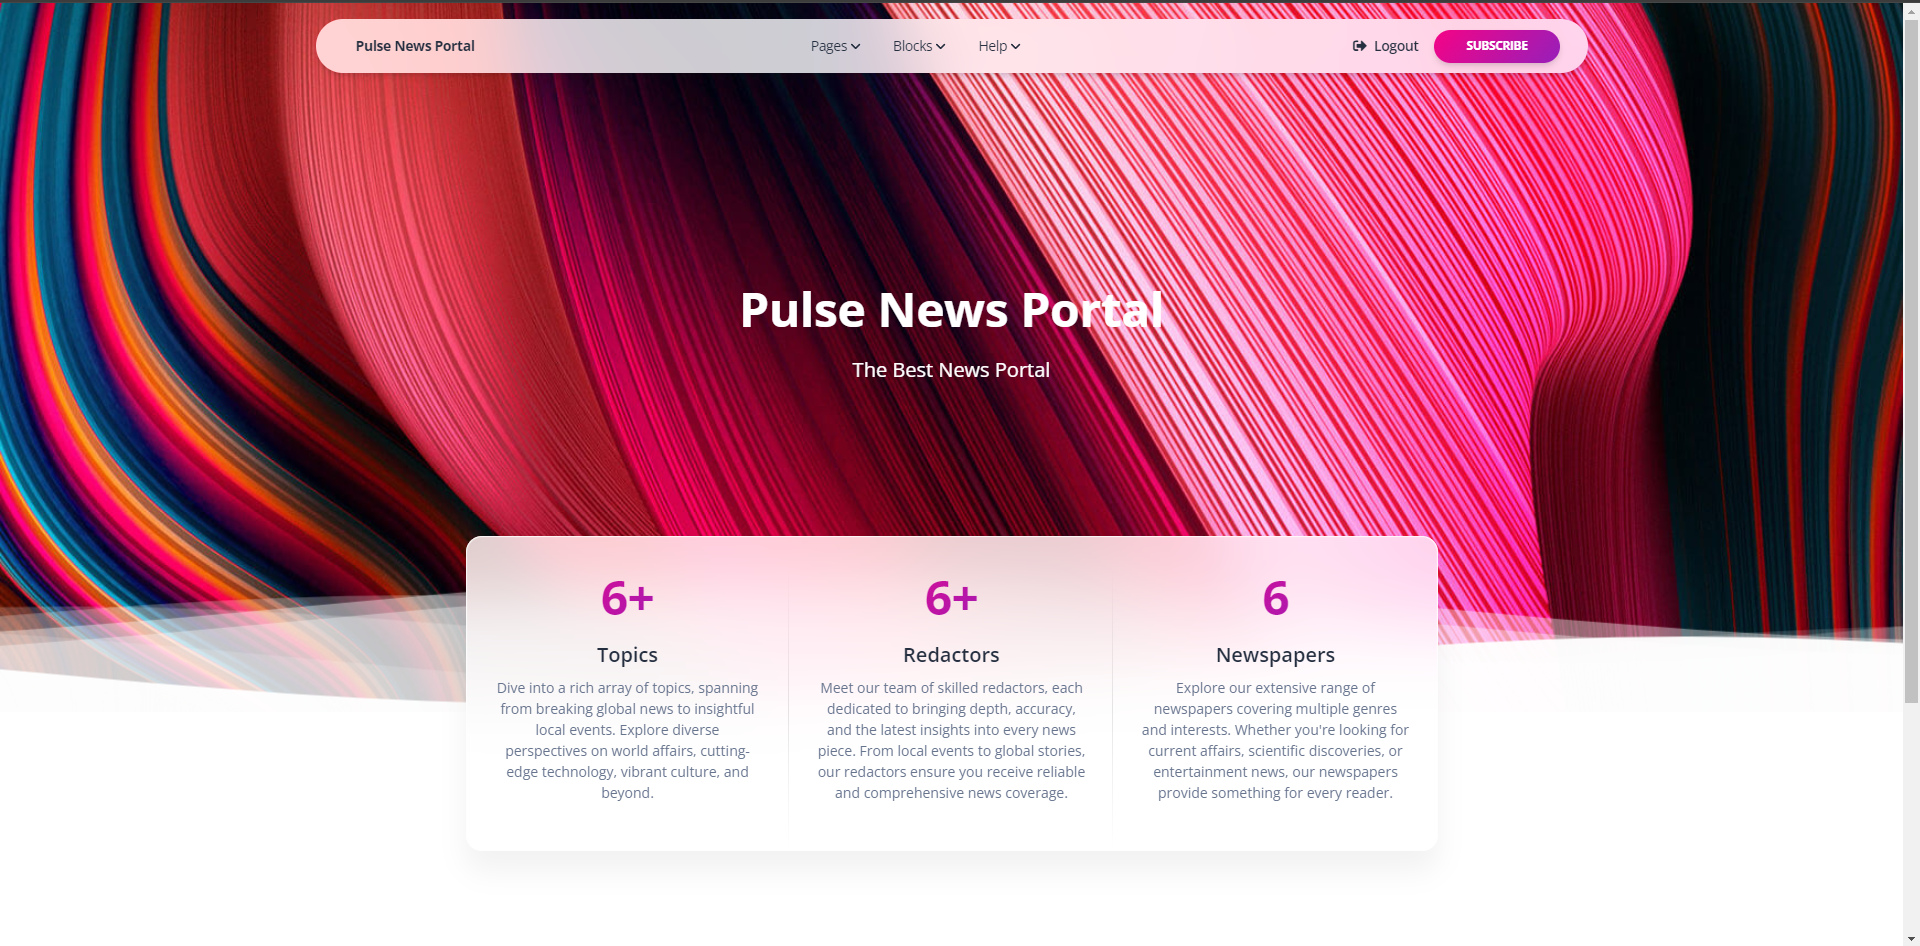 Pulse News Portal
Pages
Blocks
Help
Logout
SUBSCRIBE
Pulse News Portal
The Best News Portal
6+
Topics
Dive into a rich array of topics, spanning
from breaking global news to insightful
local events. Explore diverse
perspectives on world affairs, cutting-
edge technology, vibrant culture, and
beyond.
6+
Redactors
Meet our team of skilled redactors, each
dedicated to bringing depth, accuracy,
and the latest insights into every news
piece. From local events to global stories,
our redactors ensure you receive reliable
and comprehensive news coverage.
6
Newspapers
Explore our extensive range of
newspapers covering multiple genres
and interests. Whether you're looking for
current affairs, scientific discoveries, or
entertainment news, our newspapers
provide something for every reader.